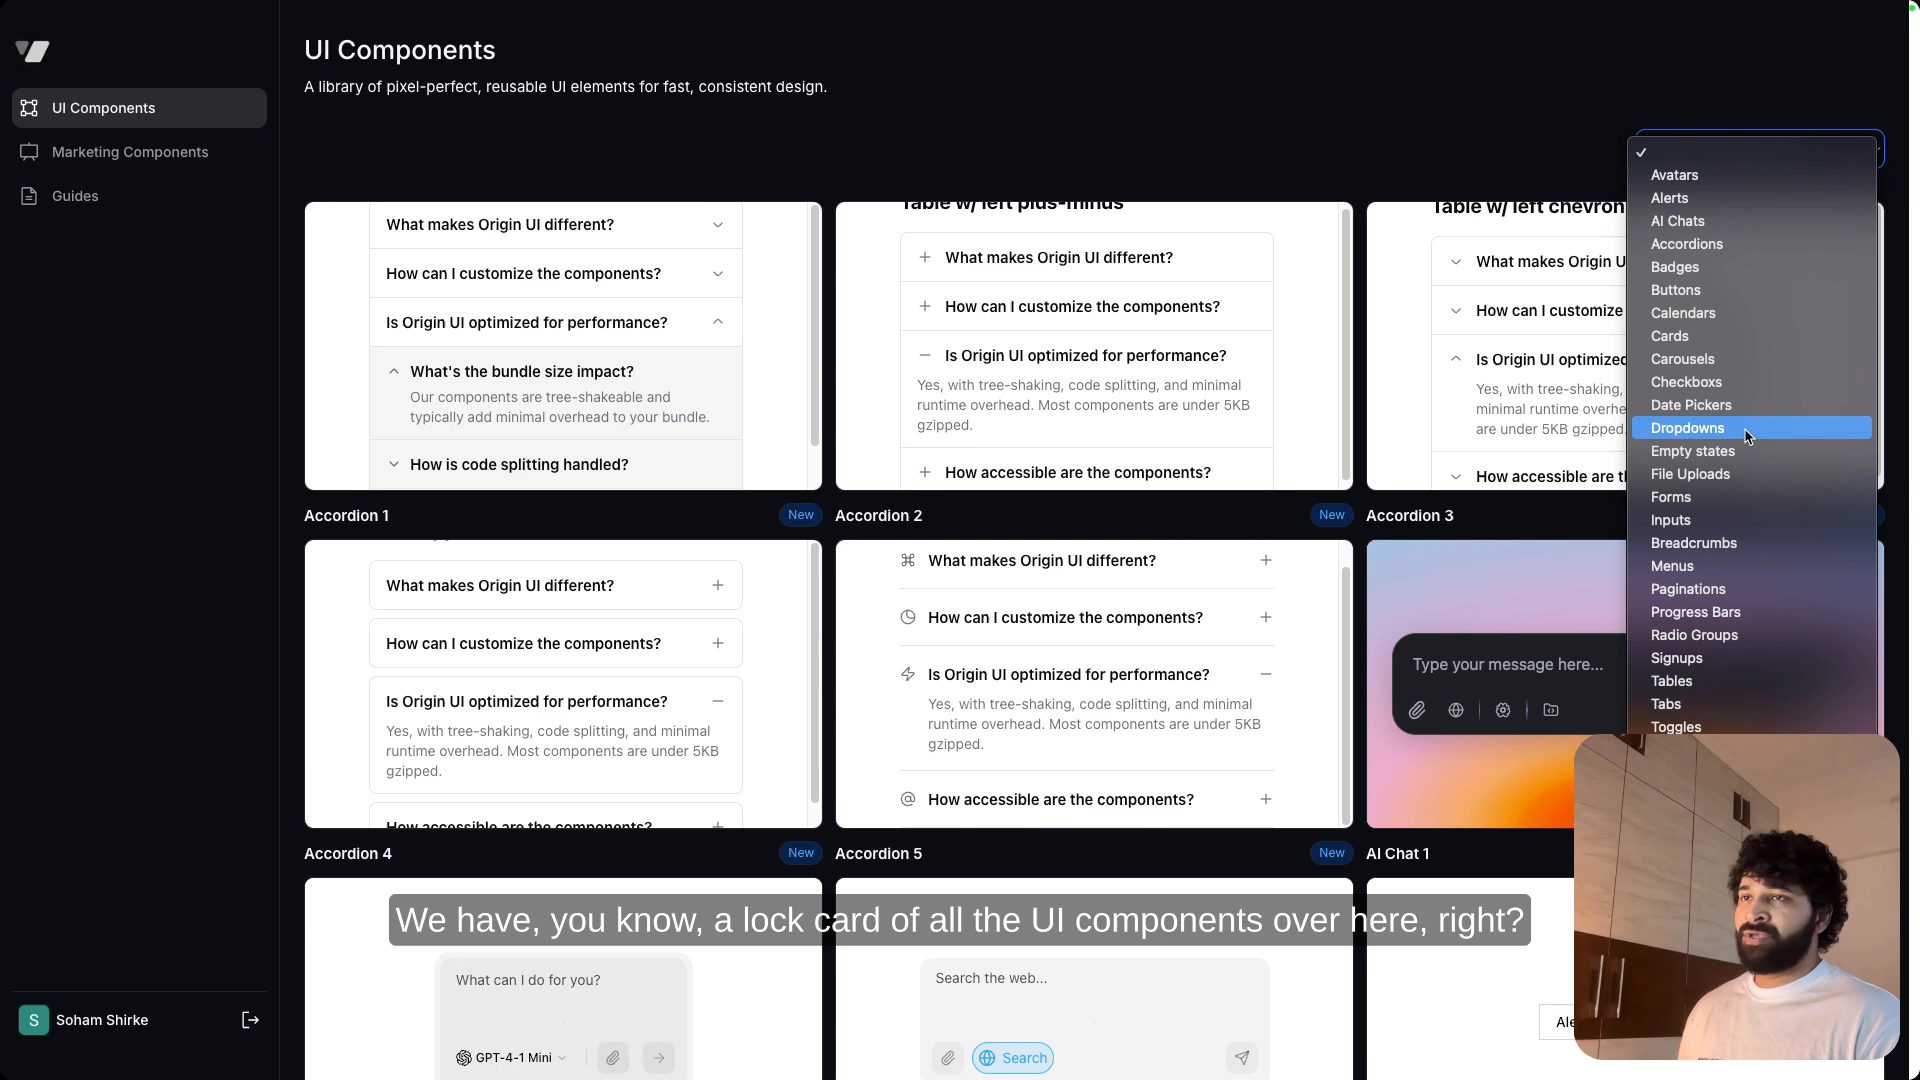 UI Components
A library of pixel-perfect, reusable UI elements for fast, consistent design.
UI Components
Marketing Components
Guides
What makes Origin UI different?
How can I customize the components?
Is Origin UI optimized for performance?
What's the bundle size impact?
Our components are tree-shakeable and
typically add minimal overhead to your bundle.
How is code splitting handled?
Accordion 1
New
Table w/ left plus-minus
What makes Origin UI different?
How can I customize the components?
Is Origin UI optimized for performance?
Yes, with tree-shaking, code splitting, and minimal
runtime overhead. Most components are under 5KB
gzipped.
How accessible are the components?
Accordion 2
New
Table w/ left chevron
What makes Origin U
How can I customize
Is Origin UI optimized
Yes, with tree-shaking,
minimal runtime overhe
are under 5KB gzipped.
How accessible are t
Accordion 3
Avatars
Alerts
AI Chats
Accordions
Badges
Buttons
Calendars
Cards
Carousels
Checkboxs
Date Pickers
Dropdowns
Empty states
File Uploads
Forms
Inputs
Breadcrumbs
Menus
Paginations
Progress Bars
Radio Groups
Signups
Tables
Tabs
Toggles
What makes Origin UI different?
How can I customize the components?
Is Origin UI optimized for performance?
Yes, with tree-shaking, code splitting, and minimal
runtime overhead. Most components are under 5KB
gzipped.
How accessible are the components?
Accordion 4
New
What makes Origin UI different?
How can I customize the components?
Is Origin UI optimized for performance?
Yes, with tree-shaking, code splitting, and minimal
runtime overhead. Most components are under 5KB
gzipped.
How accessible are the components?
Accordion 5
New
Type your message here...
AI Chat 1
We have, you know, a lock card of all the UI components over here, right?
What can I do for you?
GPT-4-1 Mini
Search the web...
Search
Ale
S
Soham Shirke